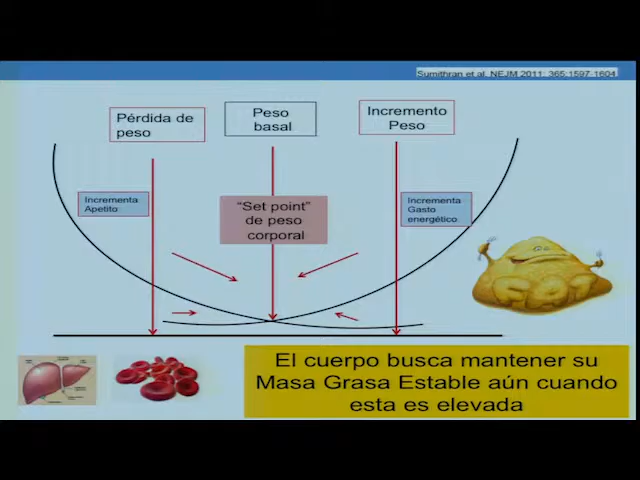 Sumithran et al. NEJM 2011; 365:1597-1604
Pérdida de
peso
Peso
basal
Incremento
Peso
Incrementa
Apetito
“Set point”
de peso
corporal
Incrementa
Gasto
energético
El cuerpo busca mantener su
Masa Grasa Estable aún cuando
esta es elevada